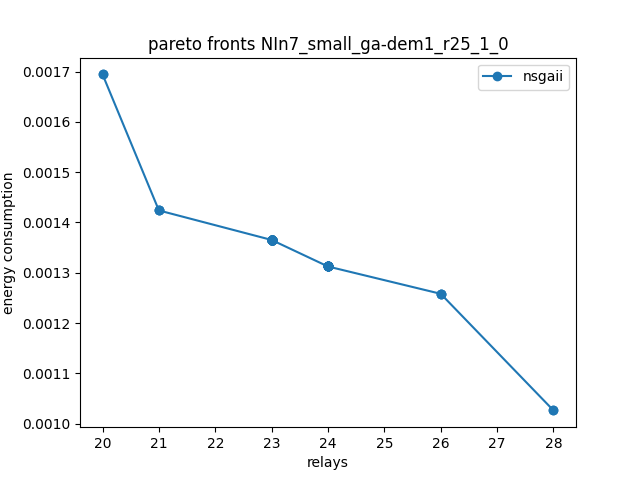 pareto fronts NIn7_small_ga-dem1_r25_1_0
nsgaii
0.0017
0.0016
0.0015
0.0014
0.0013
0.0012
0.0011
0.0010
energy consumption
20 21 22 23 24 25 26 27 28
relays